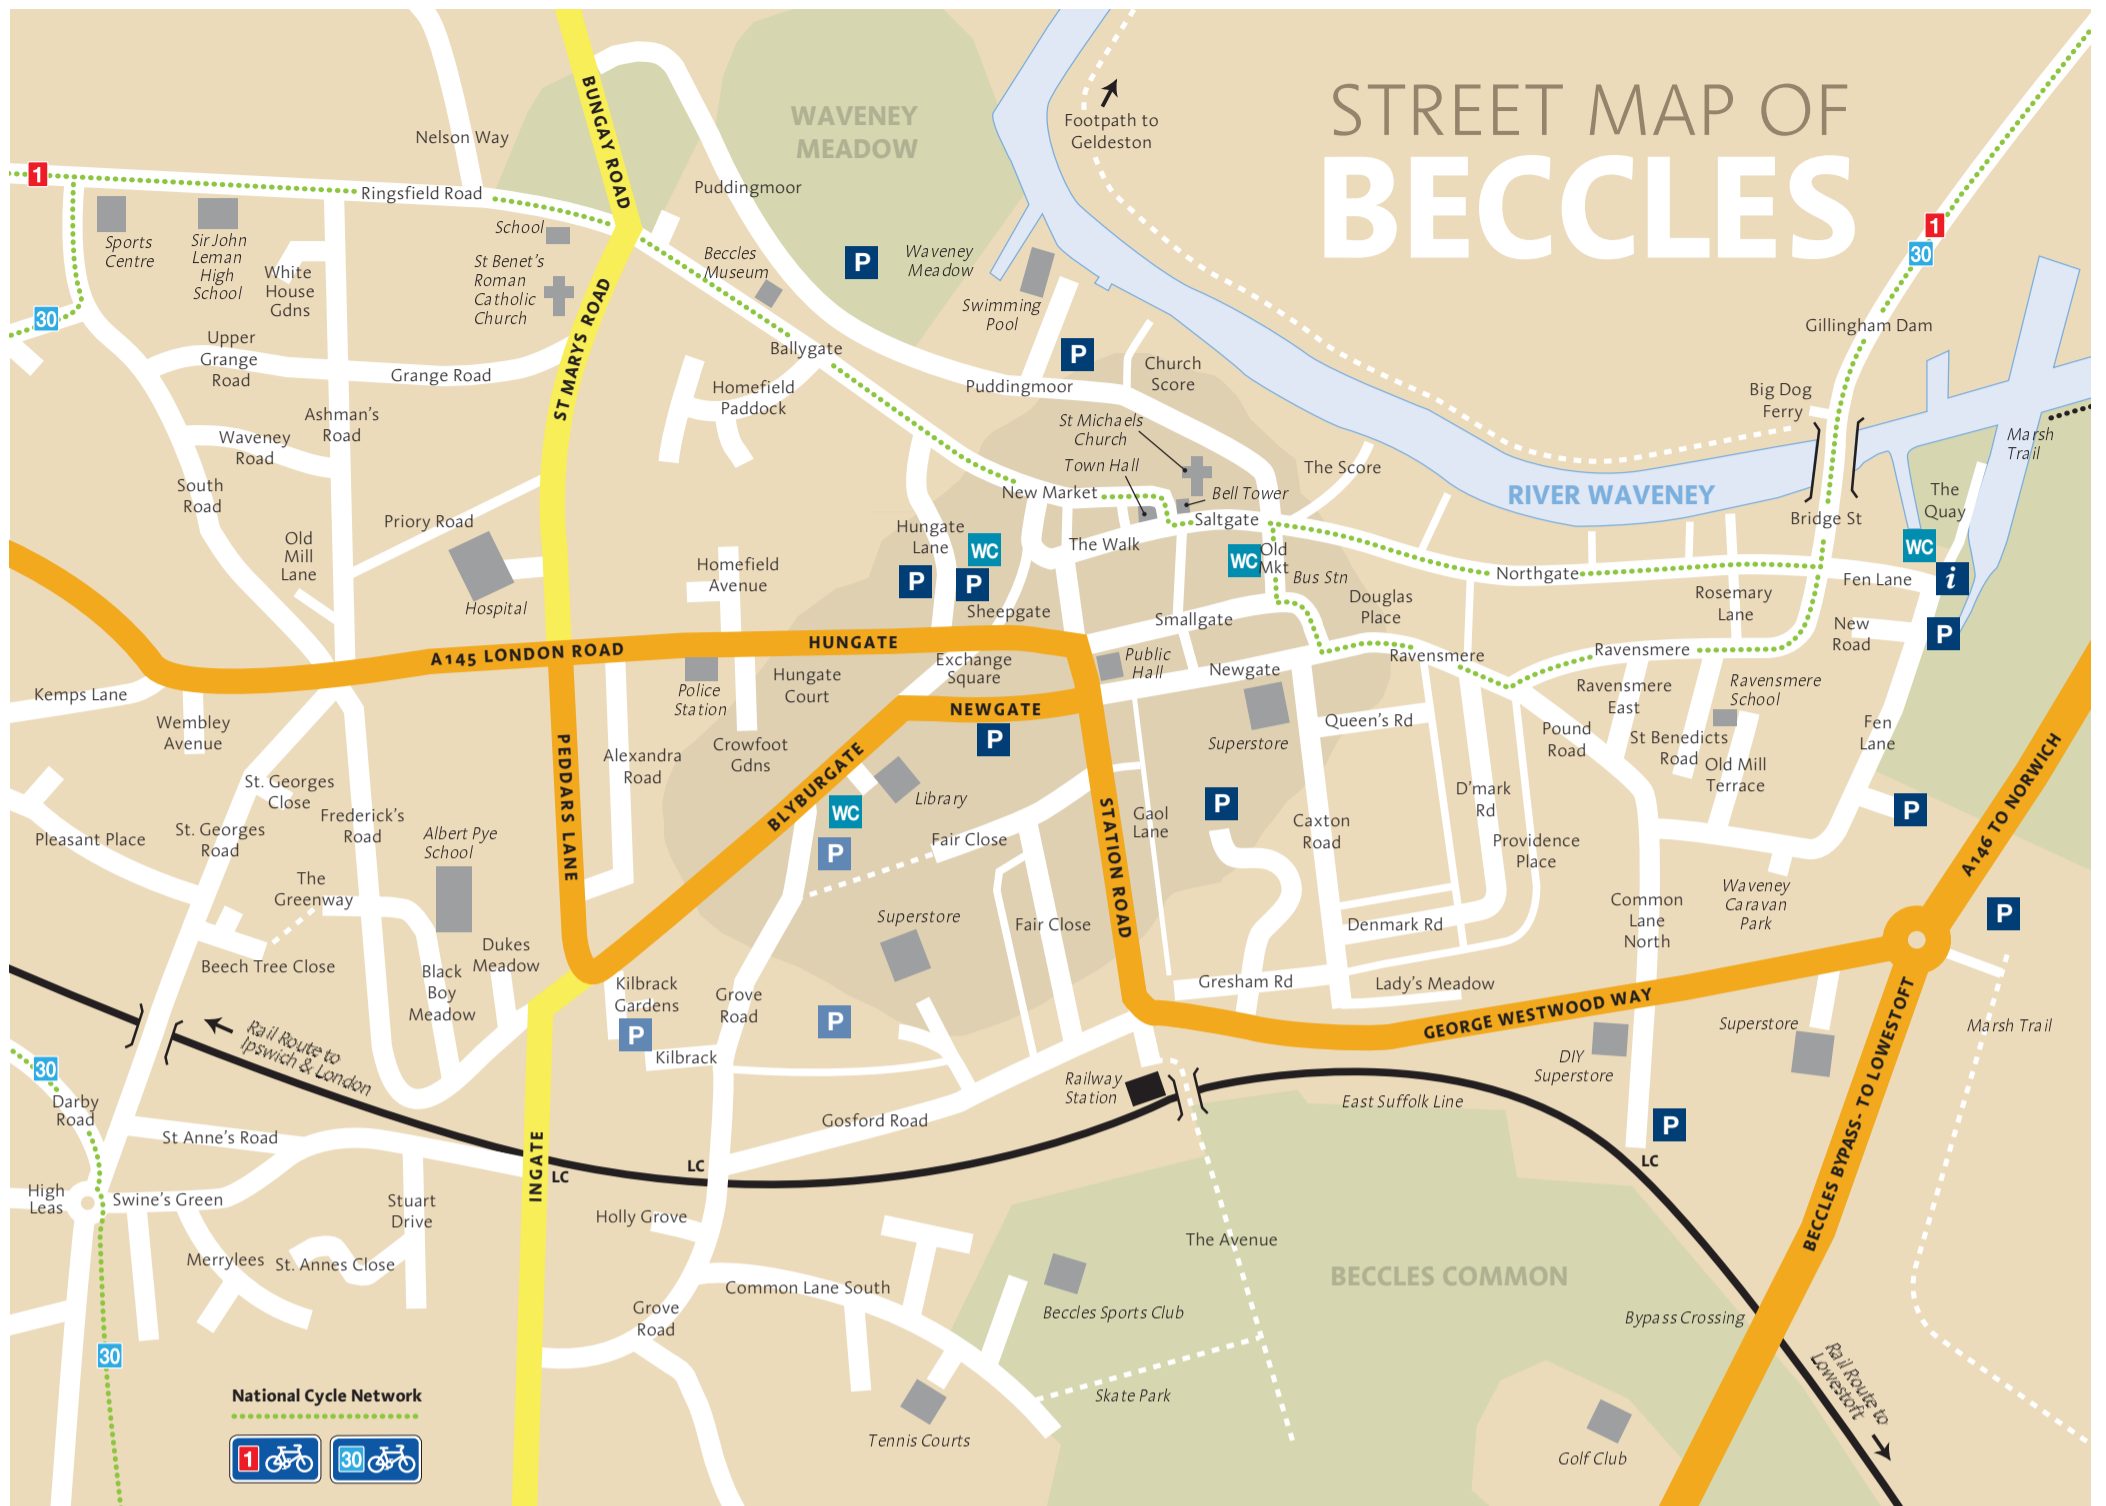 STREET MAP OF
BECCLES
WAVENEY
MEADOW
Footpath to
Geldeston
Nelson Way
BUNGAY ROAD
1
Ringsfield Road
Puddingmoor
Sports
Centre
Sir John
Leman
High
School
White
House
Gdns
School
St Benet's
Roman
Catholic
Church
Beccles
Museum
P
Waveney
Meadow
Swimming
Pool
1
30
30
Gillingham Dam
Upper
Grange
Road
Grange Road
ST MARYS ROAD
Ballygate
P
Puddingmoor
Church
Score
Homefield
Paddock
Big Dog
Ferry
Ashman's
Road
Waveney
Road
St Michaels
Church
Town Hall
The Score
Marsh
Trail
South
Road
New Market
Bell Tower
RIVER WAVENEY
The
Quay
Priory Road
Saltgate
Bridge St
Old
Mill
Lane
Hungate
Lane
WC
The Walk
WC
Old
Mkt
WC
Homefield
Avenue
P
P
Bus Stn
Northgate
Fen Lane
i
Hospital
Sheepgate
Smallgate
Douglas
Place
Rosemary
Lane
New
Road
P
A145 LONDON ROAD
HUNGATE
Exchange
Square
Public
Hall
Newgate
Ravensmere
Ravensmere
Kemps Lane
Police
Station
Hungate
Court
Ravensmere
East
Ravensmere
School
Wembley
Avenue
NEWGATE
P
Queen's Rd
Superstore
Pound
Road
St Benedicts
Road
Fen
Lane
PEDDARS LANE
Alexandra
Road
Crowfoot
Gdns
BLYBURGATE
Old Mill
Terrace
A146 TO NORWICH
St. Georges
Close
Library
WC
P
D'mark
Rd
P
St. Georges
Road
Frederick's
Road
Albert Pye
School
Pleasant Place
P
Fair Close
STATION ROAD
Gaol
Lane
Caxton
Road
Providence
Place
The
Greenway
Superstore
Fair Close
Denmark Rd
Common
Lane
North
Waveney
Caravan
Park
P
Beech Tree Close
Dukes
Meadow
Black
Boy
Meadow
Kilbrack
Gardens
Grove
Road
Gresham Rd
Lady's Meadow
GEORGE WESTWOOD WAY
P
P
Superstore
Marsh Trail
Rail Route to
Ipswich & London
Kilbrack
DIY
Superstore
BECCLES BYPASS- TO LOWESTOFT
30
Darby
Road
Railway
Station
East Suffolk Line
P
St Anne's Road
Gosford Road
INGATE
LC
LC
LC
High
Leas
Swine's Green
Stuart
Drive
Holly Grove
The Avenue
Merrylees
St. Annes Close
Common Lane South
BECCLES COMMON
Grove
Road
Beccles Sports Club
Bypass Crossing
30
Rail Route to
Lowestoft
National Cycle Network
1
30
Skate Park
Tennis Courts
Golf Club